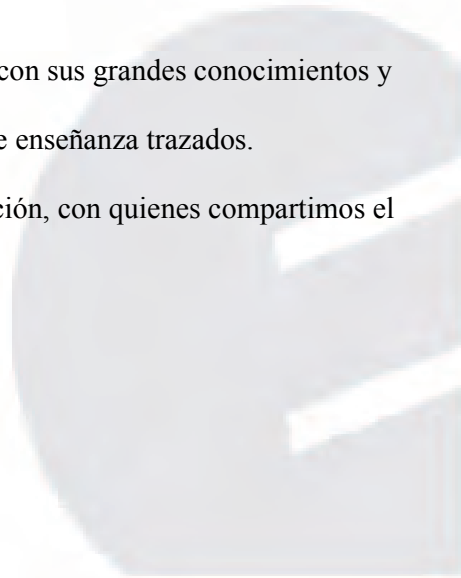 con sus grandes conocimientos y
e enseñanza trazados.
ción, con quienes compartimos el